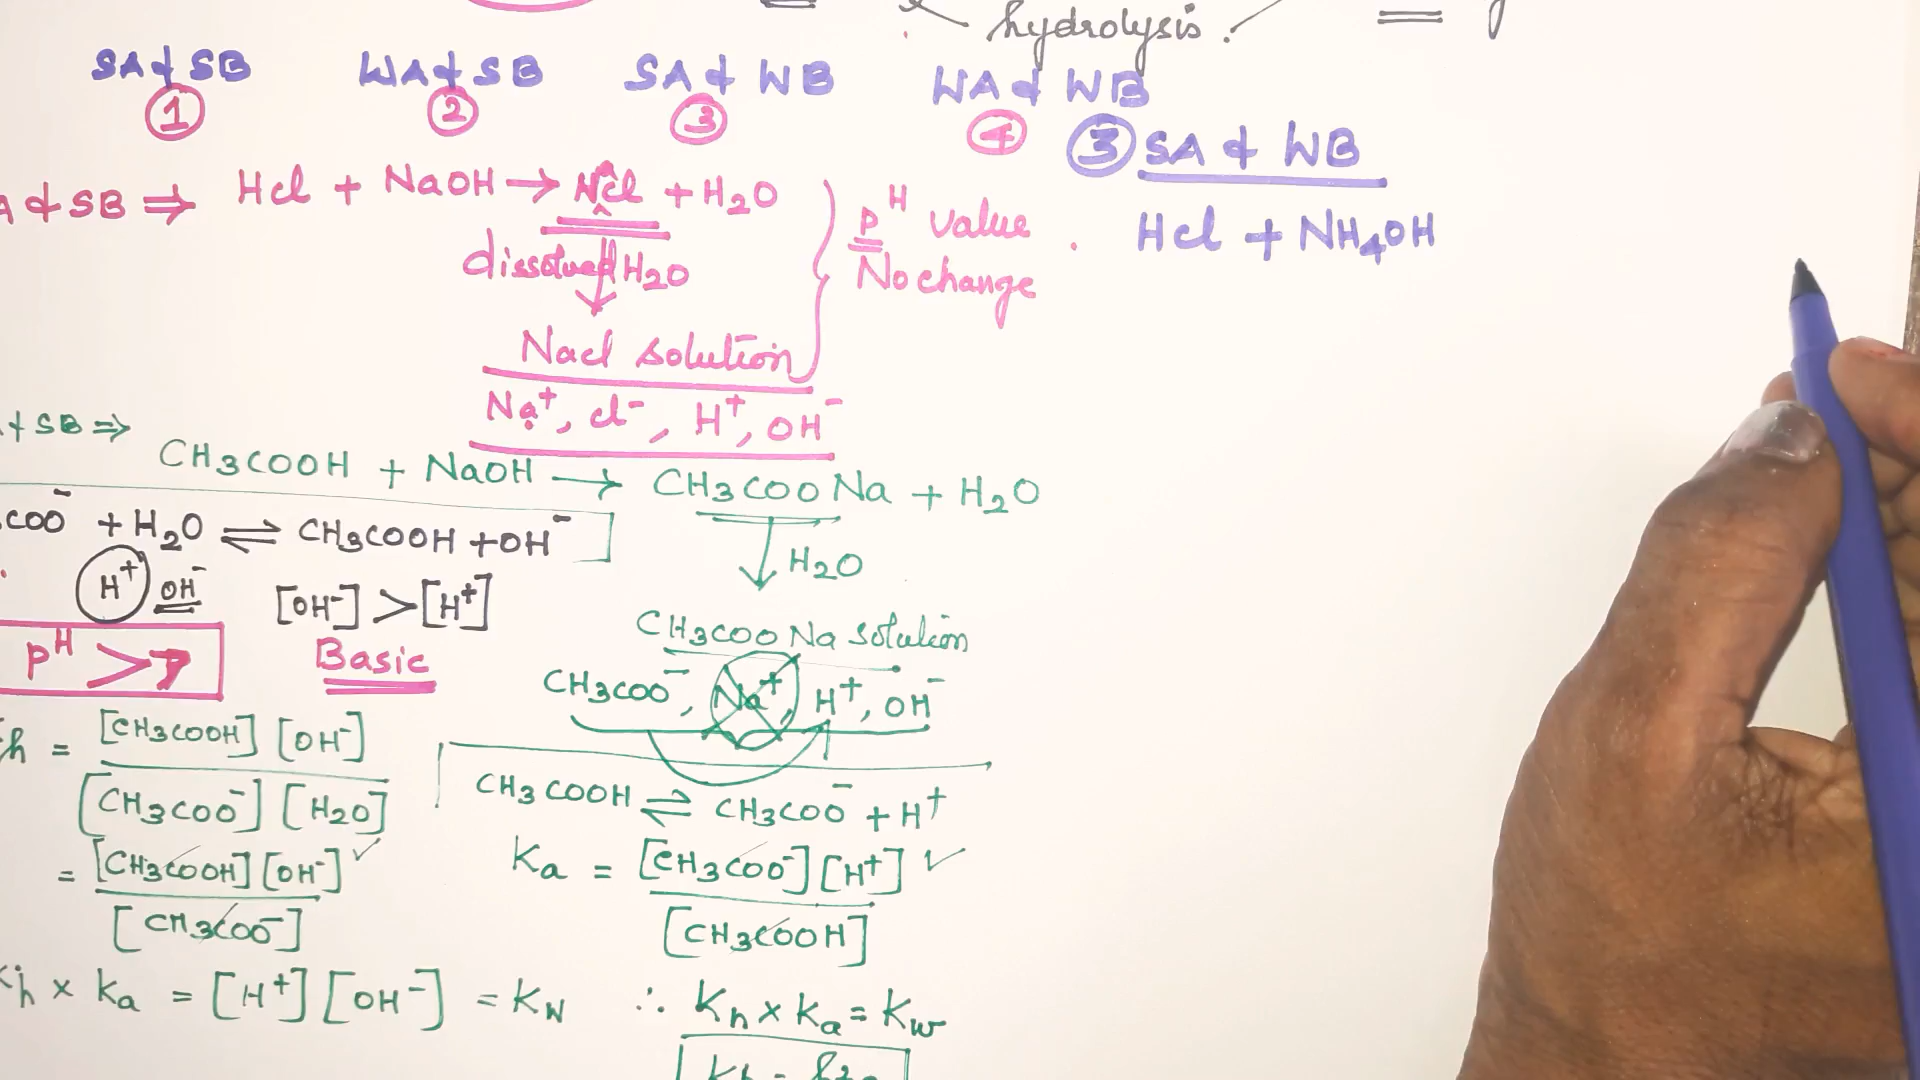 hydrolysis.
SA & SB WA & SB SA & WB WA & WB
① ② ③ ④
③ SA & WB
A & SB ⇒ HCl + NaOH → NaCl + H2O
dissolved H2O
pH value
No change
HCl + NH4OH
NaCl solution
Na+, Cl-, H+, OH-
& SB ⇒
CH3COOH + NaOH → CH3COONa + H2O
COO- + H2O ⇌ CH3COOH + OH-
H2O
H+ OH- [OH-] > [H+]
pH > 7 Basic
CH3COONa solution
CH3COO-, Na+, H+, OH-
h = [CH3COOH] [OH-]
[CH3COO-] [H2O]
CH3COOH ⇌ CH3COO- + H+
= [CH3COOH] [OH-] ✓
[CH3COO-]
Ka = [CH3COO-] [H+] ✓
[CH3COOH]
Kh × Ka = [H+] [OH-] = Kw ∴ Kh × Ka = Kw